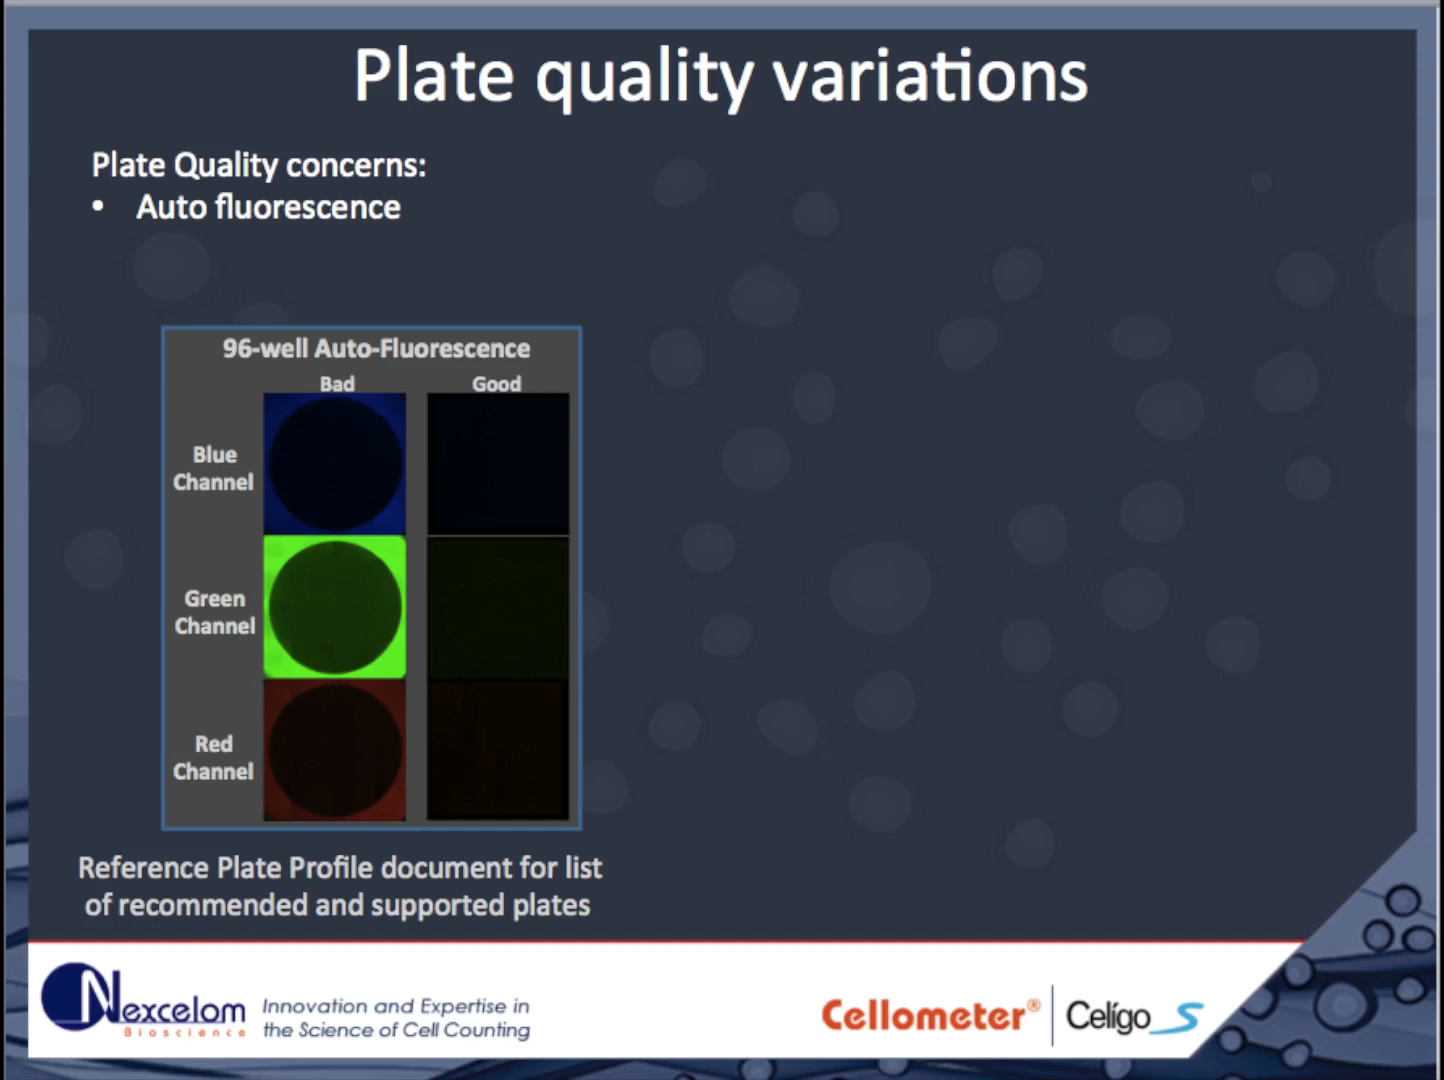 Plate quality variations
Plate Quality concerns:
• Auto fluorescence
96-well Auto-Fluorescence
Bad Good
Blue
Channel
Green
Channel
Red
Channel
Reference Plate Profile document for list
of recommended and supported plates
Nexcelom
Bioscience
Innovation and Expertise in
the Science of Cell Counting
Cellometer®
Celígo S